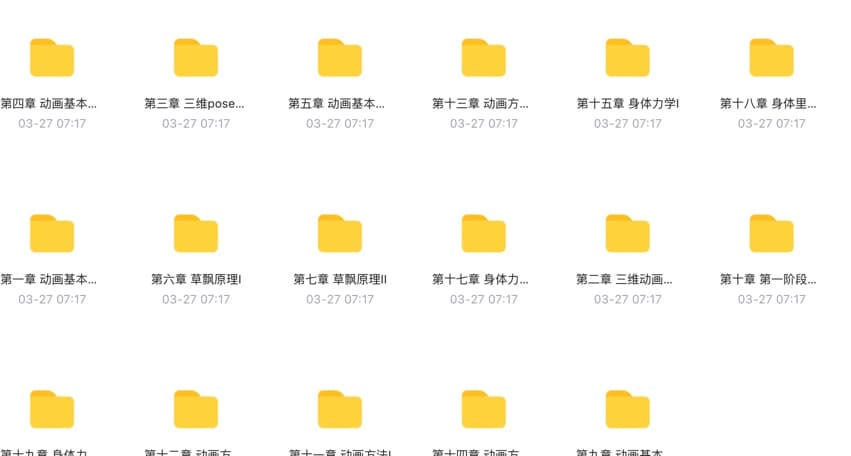 第四章 动画基本...
第三章 三维pose...
第五章 动画基本...
第十三章 动画方...
第十五章 身体力学I
第十八章 身体里...
03-27 07:17
03-27 07:17
03-27 07:17
03-27 07:17
03-27 07:17
03-27 07:17
第一章 动画基本...
第六章 草飘原理I
第七章 草飘原理II
第十七章 身体力...
第二章 三维动画...
第十章 第一阶段...
03-27 07:17
03-27 07:17
03-27 07:17
03-27 07:17
03-27 07:17
03-27 07:17
第十九章 身体力...
第十二章 动画方...
第十一章 动画方法I
第十四章 动画方...
第九章 动画基本...